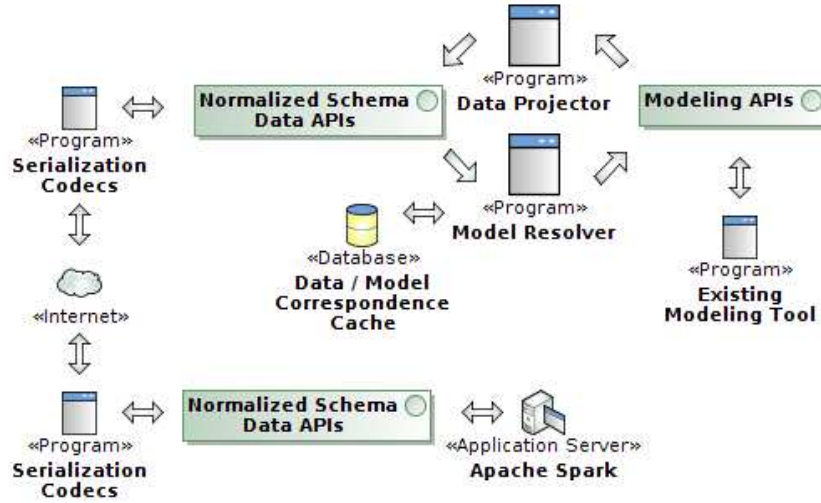 «Program»
Data Projector
Normalized Schema
Data APIs
Modeling APIs
«Program»
Serialization
Codecs
«Program»
Model Resolver
«Database»
Data / Model
Correspondence
Cache
«Program»
Existing
Modeling Tool
«Internet»
Normalized Schema
Data APIs
«Program»
Serialization
Codecs
«Application Server»
Apache Spark